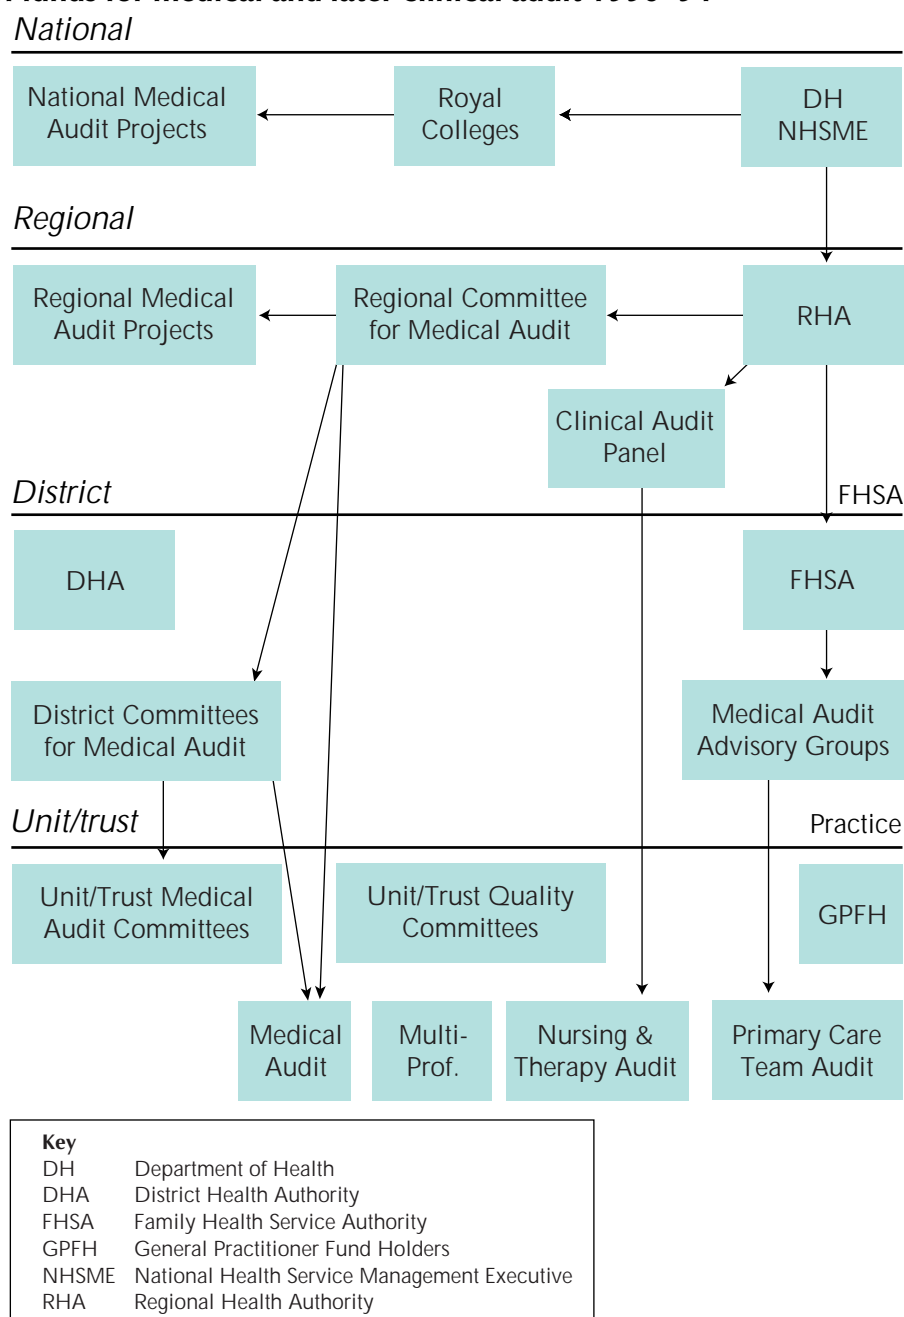 National
National Medical
Audit Projects
Royal
Colleges
DH
NHSME
Regional
Regional Medical
Audit Projects
Regional Committee
for Medical Audit
RHA
Clinical Audit
Panel
District
FHSA
DHA
FHSA
District Committees
for Medical Audit
Medical Audit
Advisory Groups
Unit/trust
Practice
Unit/Trust Medical
Audit Committees
Unit/Trust Quality
Committees
GPFH
Medical
Audit
Multi-
Prof.
Nursing &
Therapy Audit
Primary Care
Team Audit
Key
DH Department of Health
DHA District Health Authority
FHSA Family Health Service Authority
GPFH General Practitioner Fund Holders
NHSME National Health Service Management Executive
RHA Regional Health Authority